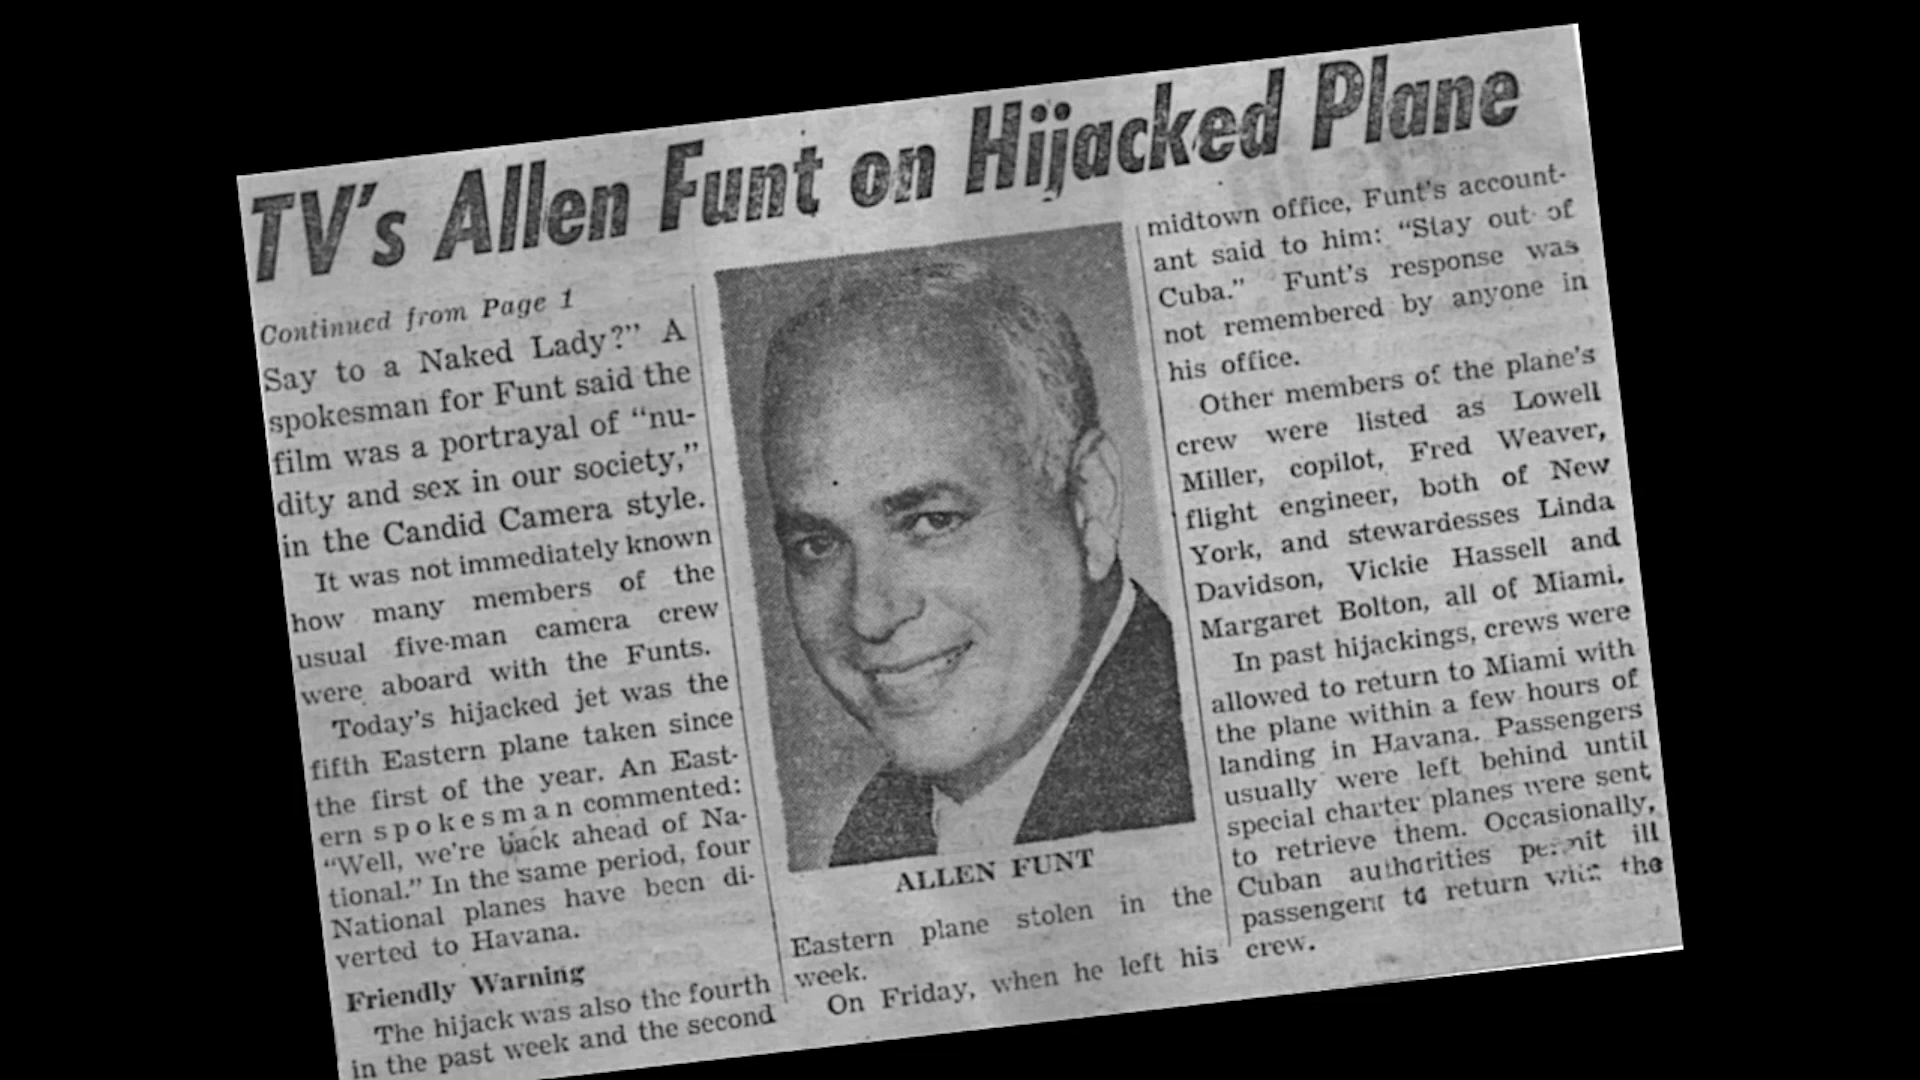 TV's Allen Funt on Hijacked Plane
Continued from Page 1
Say to a Naked Lady?” A
spokesman for Funt said the
film was a portrayal of “nu-
dity and sex in our society,”
in the Candid Camera style.
It was not immediately known
how many members of the
usual five-man camera crew
were aboard with the Funts.
Today's hijacked jet was the
fifth Eastern plane taken since
the first of the year. An East-
ern spokesman commented:
“Well, we're back ahead of Na-
tional.” In the same period, four
National planes have been di-
verted to Havana.
Friendly Warning
The hijack was also the fourth
in the past week and the second
ALLEN FUNT
Eastern plane stolen in the
week.
On Friday, when he left his
midtown office, Funt's account-
ant said to him: “Stay out of
Cuba.” Funt's response was
not remembered by anyone in
his office.
Other members of the plane's
crew were listed as Lowell
Miller, copilot, Fred Weaver,
flight engineer, both of New
York, and stewardesses Linda
Davidson, Vickie Hassell and
Margaret Bolton, all of Miami.
In past hijackings, crews were
allowed to return to Miami with
the plane within a few hours of
landing in Havana. Passengers
usually were left behind until
special charter planes were sent
to retrieve them. Occasionally,
Cuban authorities permit ill
to return with the
crew.